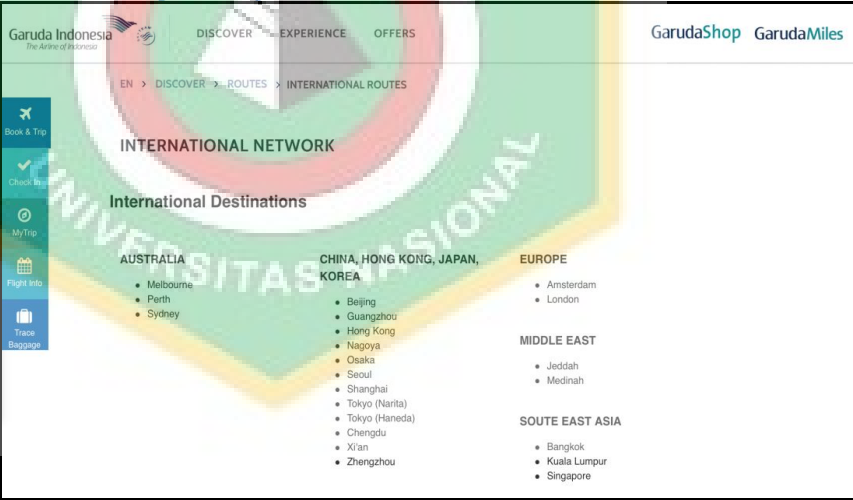 Garuda Indonesia
The Airline of Indonesia
DISCOVER EXPERIENCE OFFERS
GarudaShop GarudaMiles
EN > DISCOVER > ROUTES > INTERNATIONAL ROUTES
Book & Trip
Check In
MyTrip
Flight Info
Trace
Baggage
INTERNATIONAL NETWORK
International Destinations
AUSTRALIA
• Melbourne
• Perth
• Sydney
CHINA, HONG KONG, JAPAN,
KOREA
• Beijing
• Guangzhou
• Hong Kong
• Nagoya
• Osaka
• Seoul
• Shanghai
• Tokyo (Narita)
• Tokyo (Haneda)
• Chengdu
• Xi'an
• Zhengzhou
EUROPE
• Amsterdam
• London
MIDDLE EAST
• Jeddah
• Medinah
SOUTE EAST ASIA
• Bangkok
• Kuala Lumpur
• Singapore
UNIVERSITAS NASIONAL